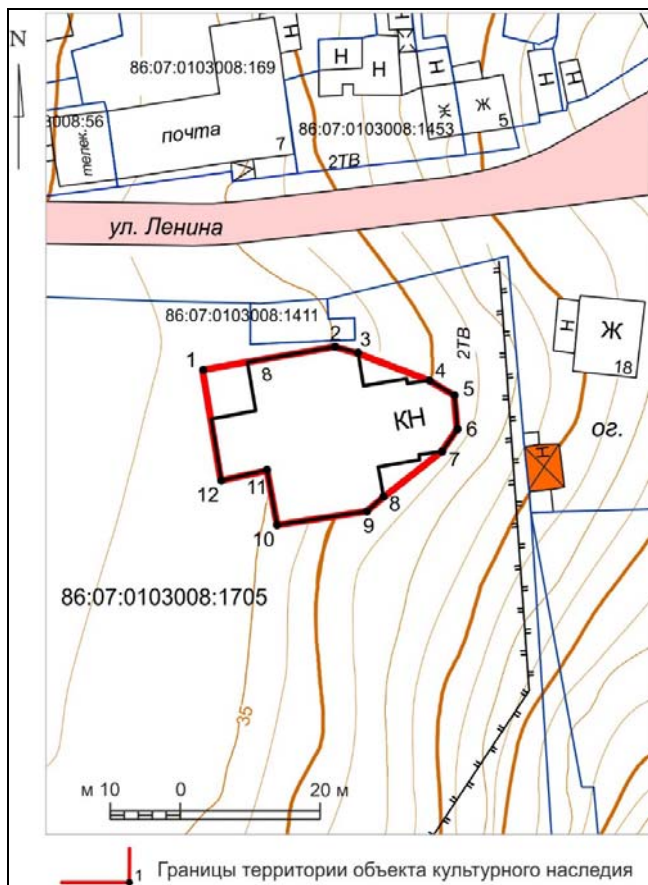 N
86:07:0103008:169
Н
Н
Н
Н
Н
Н
Н
008:56
телек.
почта
7
86:07:0103008:1453
Ж
Ж
5
2ТВ
ул. Ленина
86:07:0103008:1411
2ТВ
Н
Ж
18
1
2
3
8
4
5
КН
6
7
ог.
Н
12
11
8
9
10
86:07:0103008:1705
35
м 10 0 20 м
1 Границы территории объекта культурного наследия